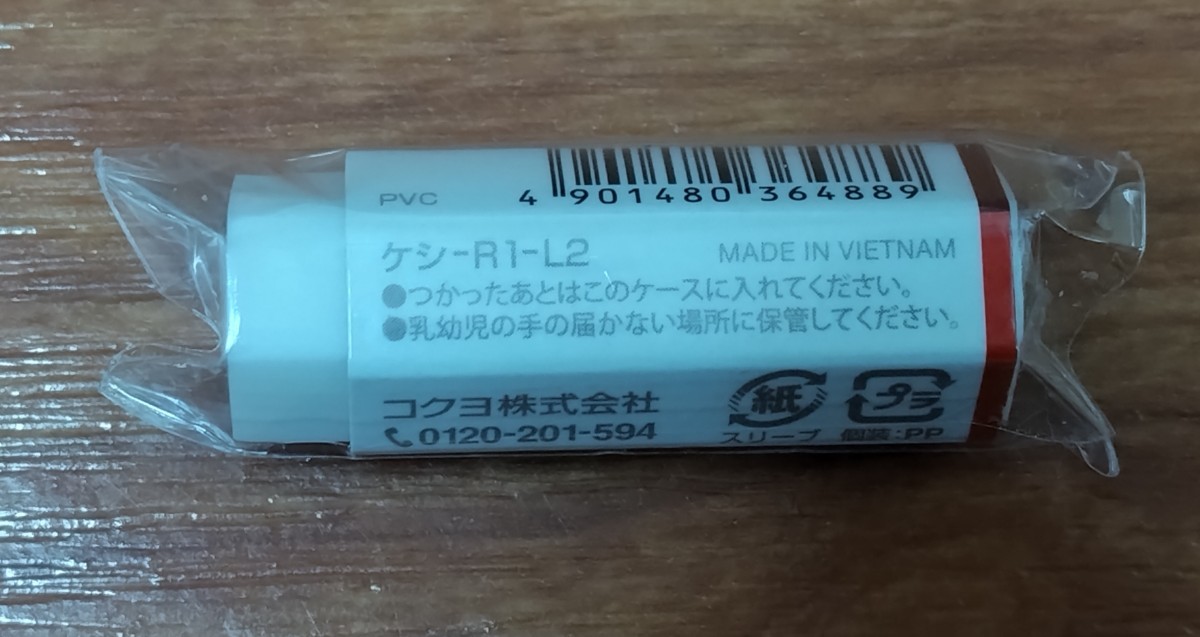 PVC
4 901480 364889
ケシ-R1-L2 MADE IN VIETNAM
●つかったあとはこのケースに入れてください。
●乳幼児の手の届かない場所に保管してください。
コクヨ株式会社
0120-201-594
紙
スリーブ
プラ
個装:PP